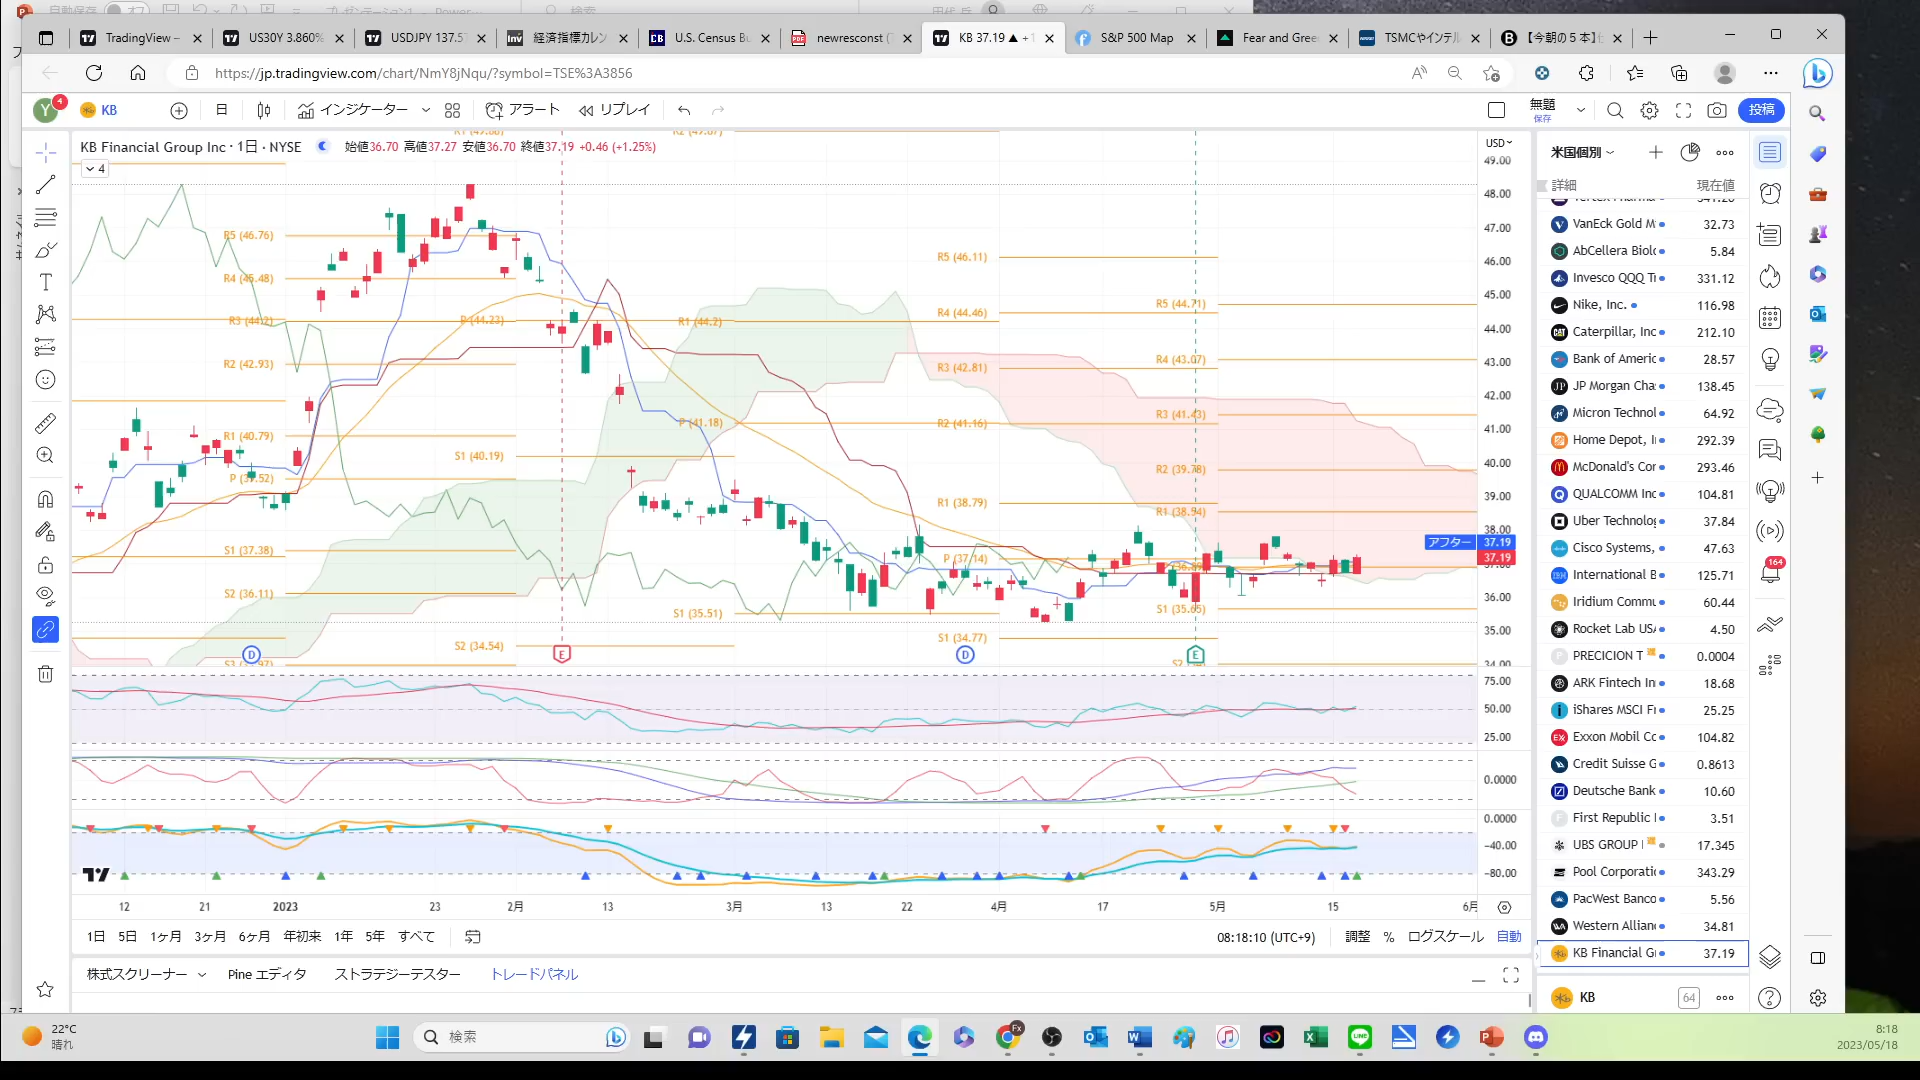 TradingView –
US30Y 3.860%
USDJPY 137.57
経済指標カレン
U.S. Census Bu
newresconst (
KB 37.19 ▲ +1
S&P 500 Map
Fear and Gree
TSMCやインテル
【今朝の５本】
https://jp.tradingview.com/chart/NmY8jNqu/?symbol=TSE%3A3856
Y 4
KB
日
インジケーター
アラート
リプレイ
無題
保存
投稿
KB Financial Group Inc · 1日 · NYSE
始値36.70 高値37.27 安値36.70 終値37.19 +0.46 (+1.25%)
4
USD
49.00
48.00
47.00
46.00
45.00
44.00
43.00
42.00
41.00
40.00
39.00
38.00
アフター 37.19
37.19
36.00
35.00
34.00
R5 (46.76)
R4 (45.48)
R3 (44.2)
R2 (42.93)
R1 (40.79)
S1 (37.38)
S2 (36.11)
P (44.23)
S1 (40.19)
S2 (34.54)
R1 (44.2)
P (41.18)
S1 (35.51)
R5 (46.11)
R4 (44.46)
R3 (42.81)
R2 (41.16)
R1 (38.79)
P (37.14)
S1 (34.77)
R5 (44.71)
R4 (43.07)
R3 (41.43)
R2 (39.78)
R1 (38.54)
S1 (35.65)
D
E
D
E
75.00
50.00
25.00
0.0000
0.0000
-40.00
-80.00
12
21
2023
23
2月
13
3月
13
22
4月
17
5月
15
6月
1日
5日
1ヶ月
3ヶ月
6ヶ月
年初来
1年
5年
すべて
08:18:10 (UTC+9)
調整
%
ログスケール
自動
株式スクリーナー
Pine エディタ
ストラテジーテスター
トレードパネル
米国個別
詳細 現在値
VanEck Gold M 32.73
AbCellera Biolo 5.84
Invesco QQQ Tr 331.12
Nike, Inc. 116.98
Caterpillar, Inc 212.10
Bank of Americ 28.57
JP Morgan Cha 138.45
Micron Technol 64.92
Home Depot, I 292.39
McDonald's Cor 293.46
QUALCOMM Inc 104.81
Uber Technolog 37.84
Cisco Systems, 47.63
International B 125.71
Iridium Commu 60.44
Rocket Lab USA 4.50
PRECICION T 0.0004
ARK Fintech In 18.68
iShares MSCI Fr 25.25
Exxon Mobil Co 104.82
Credit Suisse G 0.8613
Deutsche Bank 10.60
First Republic 3.51
UBS GROUP 17.345
Pool Corporati 343.29
PacWest Banco 5.56
Western Allian 34.81
KB Financial Gr 37.19
KB
64
164
22°C
晴れ
検索
8:18
2023/05/18